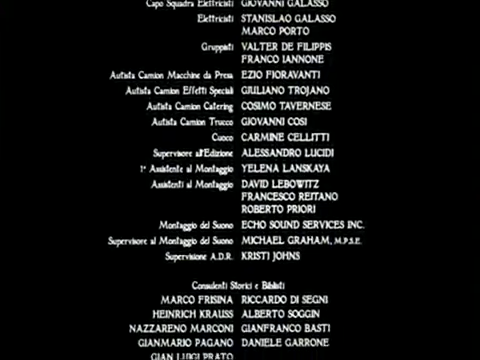 Capo Squadra Elettricisti GIOVANNI GALASSO
Elettricisti STANISLAO GALASSO
MARCO PORTO
Gruppisti VALTER DE FILIPPIS
FRANCO IANNONE
Autista Camion Macchine da Presa EZIO FIORAVANTI
Autista Camion Effetti Speciali GIULIANO TROJANO
Autista Camion Catering COSIMO TAVERNESE
Autista Camion Trucco GIOVANNI COSI
Cuoco CARMINE CELLITTI
Supervisore all'Edizione ALESSANDRO LUCIDI
1° Assistente al Montaggio YELENA LANSKAYA
Assistenti al Montaggio DAVID LEBOWITZ
FRANCESCO REITANO
ROBERTO PRIORI
Montaggio del Suono ECHO SOUND SERVICES INC.
Supervisore al Montaggio del Suono MICHAEL GRAHAM, M.P.S.E.
Supervisione A.D.R. KRISTI JOHNS
Consulenti Storici e Biblisti
MARCO FRISINA RICCARDO DI SEGNI
HEINRICH KRAUSS ALBERTO SOGGIN
NAZZARENO MARCONI GIANFRANCO BASTI
GIANMARIO PAGANO DANIELE GARRONE
GIAN LUIGI PRATO